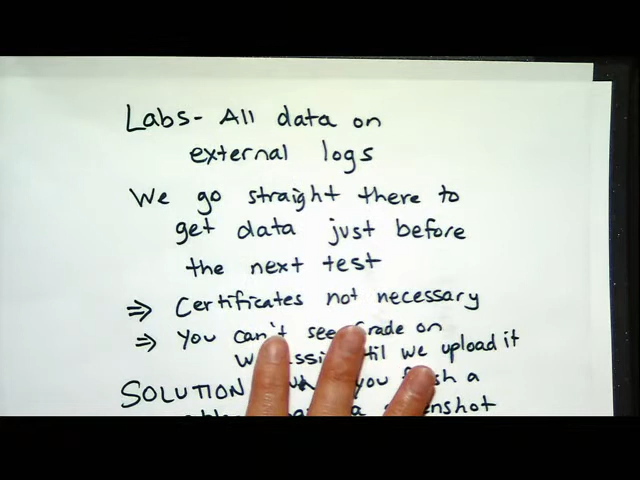 Labs - All data on
external logs
We go straight there to
get data just before
the next test
⇒ Certificates not necessary
⇒ You can't see grade on
we upload it
SOLUTION you a
a